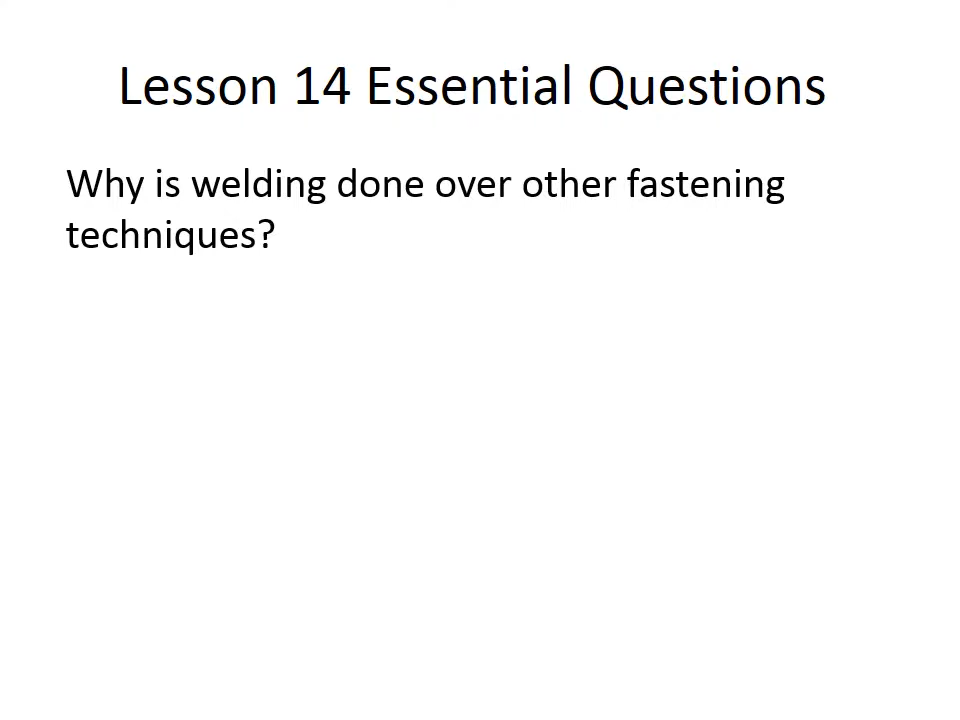 Lesson 14 Essential Questions
Why is welding done over other fastening
techniques?